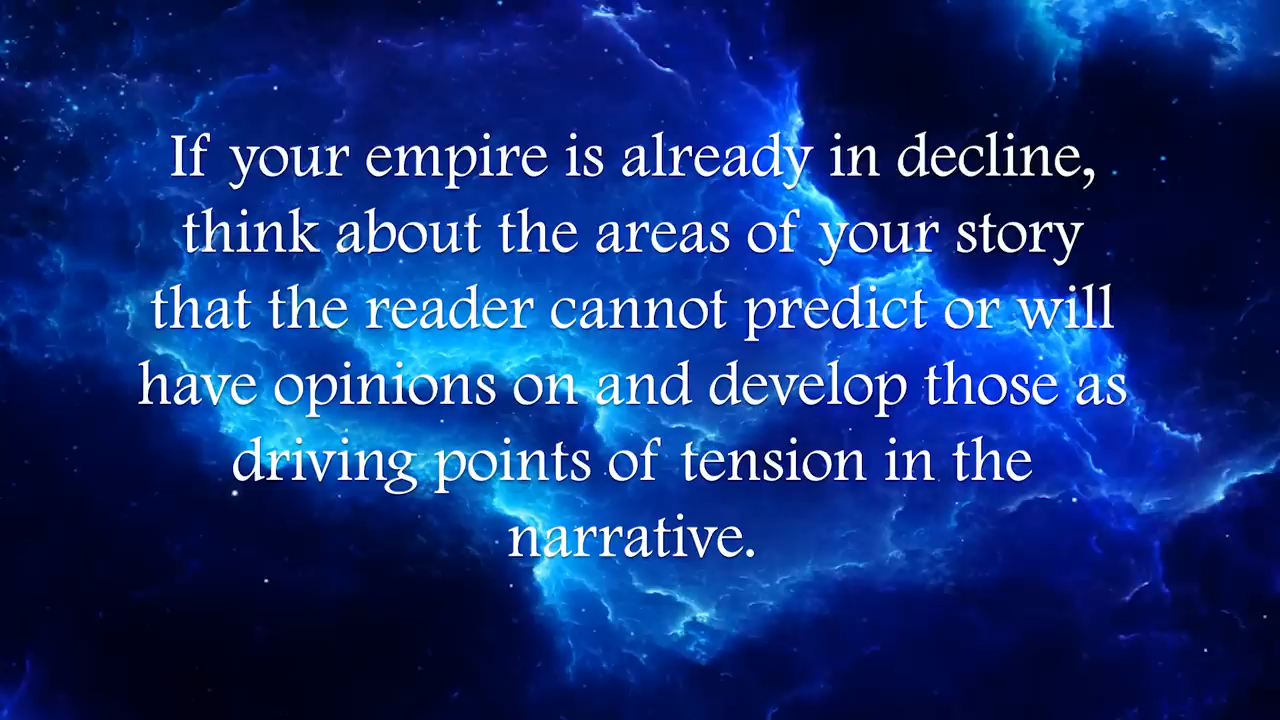 If your empire is already in decline,
think about the areas of your story
that the reader cannot predict or will
have opinions on and develop those as
driving points of tension in the
narrative.